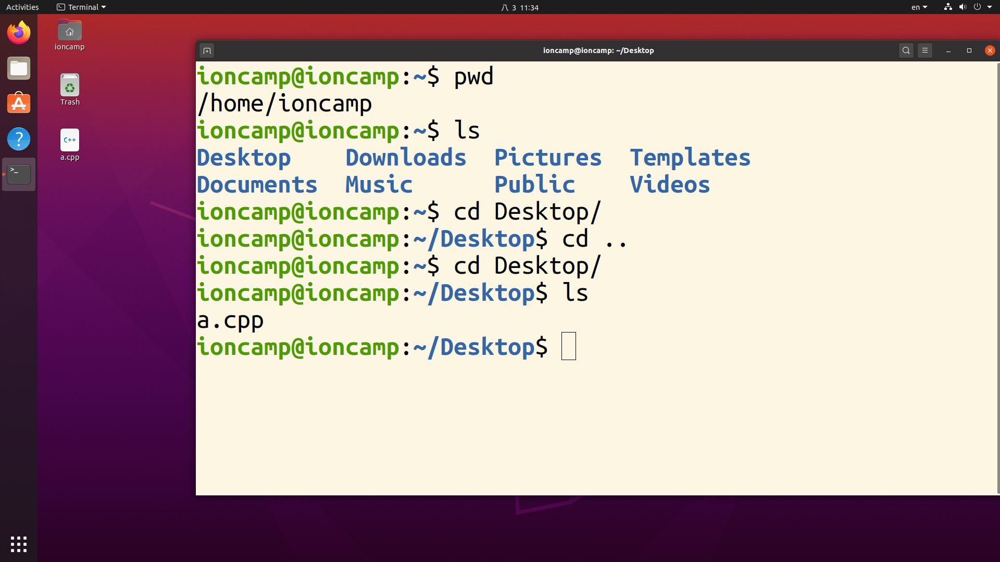 Activities
Terminal
八 3 11:34
en
ioncamp
Trash
C++
a.cpp
ioncamp@ioncamp: ~/Desktop
ioncamp@ioncamp:~$ pwd
/home/ioncamp
ioncamp@ioncamp:~$ ls
Desktop Downloads Pictures Templates
Documents Music Public Videos
ioncamp@ioncamp:~$ cd Desktop/
ioncamp@ioncamp:~/Desktop$ cd ..
ioncamp@ioncamp:~$ cd Desktop/
ioncamp@ioncamp:~/Desktop$ ls
a.cpp
ioncamp@ioncamp:~/Desktop$